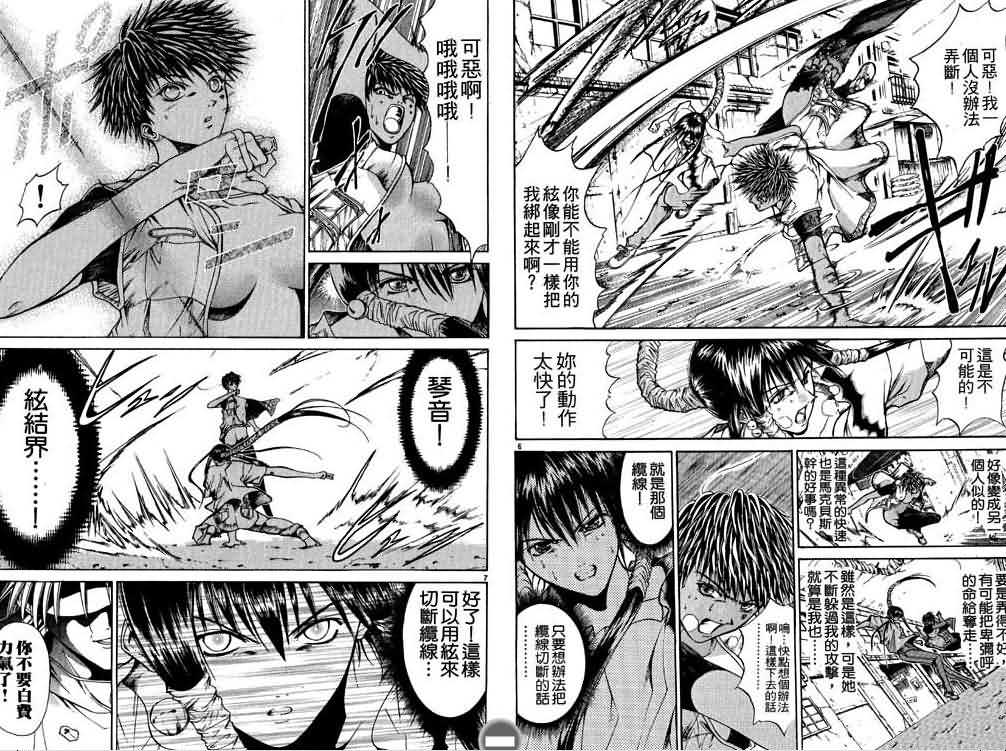 可惡！我一
個人沒辦法
弄斷！
你能不能用你的
絃像剛才一樣把
我綁起來啊？
這是不
可能的！
妳的動作
太快了！
6
好像變成另一
個人似的！
這種異常的快速
也是馬克貝斯
幹的好事嗎？
有可能把卑彌呼
的命給奪走
雖然是這樣，可是她
不斷躲過我的攻擊，
就算是我也…
嗚…快點想個辦法
啊！這樣下去的話
就是那個
纜線！
只要想辦法把
纜線切斷的話
可惡啊！
哦哦哦哦
！
！
琴音！
絃結界………！
7
好了！這樣
可以用絃來
切斷纜線…
你不要白費
力氣了！